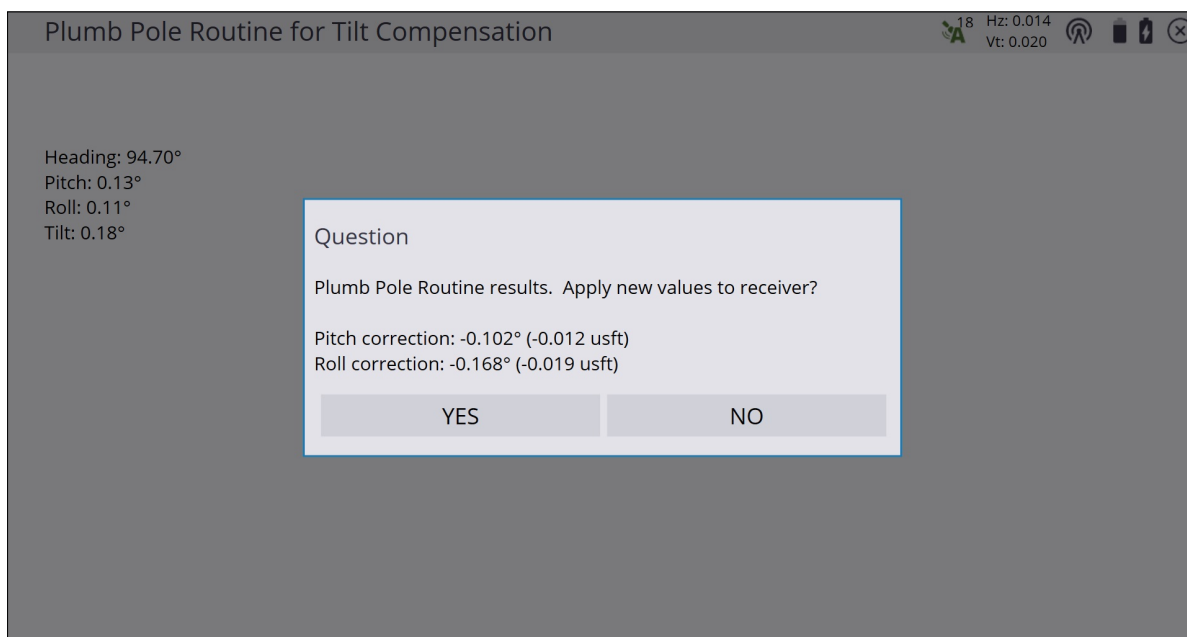 Plumb Pole Routine for Tilt Compensation
A 18
Hz: 0.014
Vt: 0.020
Heading: 94.70°
Pitch: 0.13°
Roll: 0.11°
Tilt: 0.18°
Question
Plumb Pole Routine results.  Apply new values to receiver?
Pitch correction: -0.102° (-0.012 usft)
Roll correction: -0.168° (-0.019 usft)
YES
NO